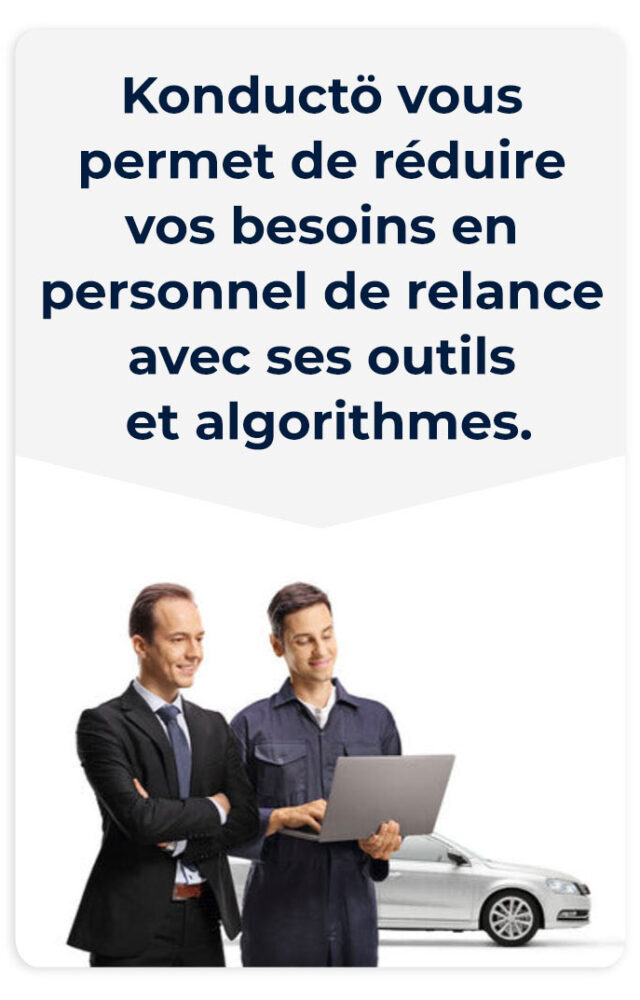 Konductö vous
permet de réduire
vos besoins en
personnel de relance
avec ses outils
et algorithmes.